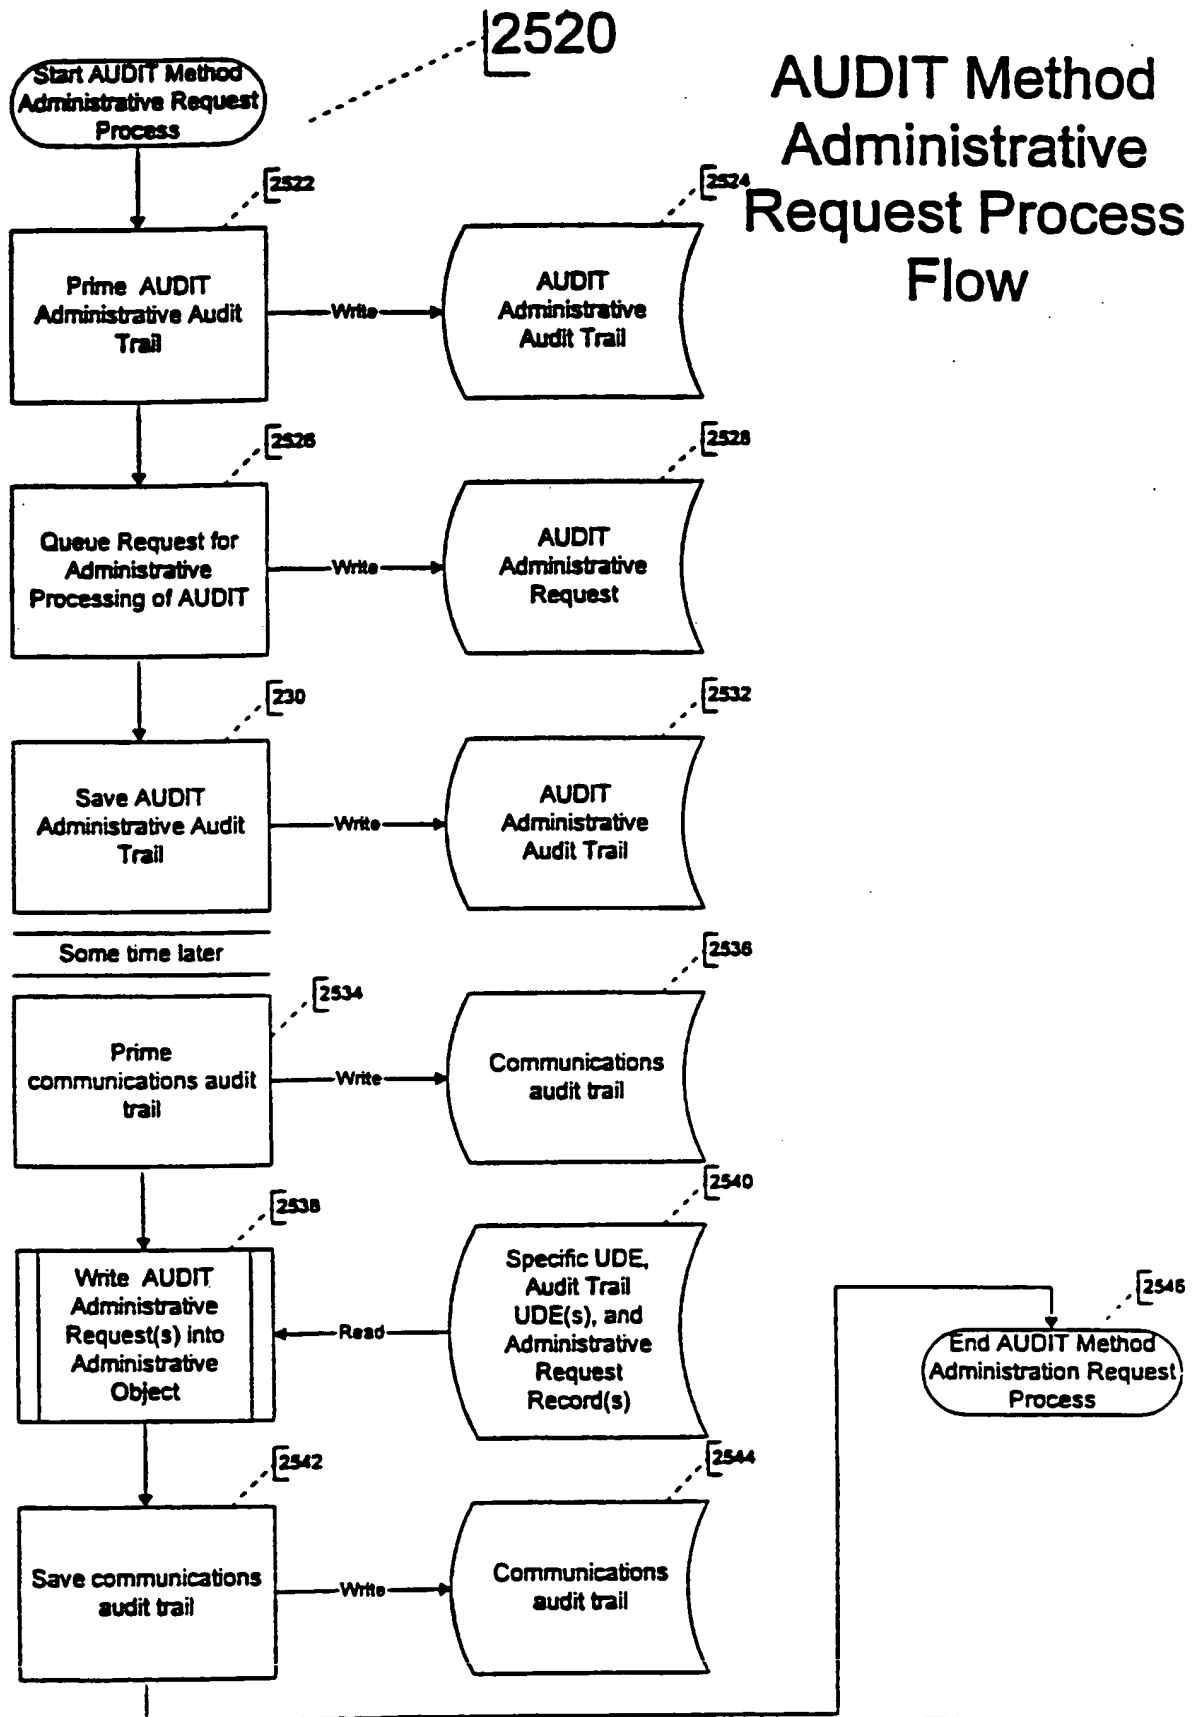 2520
AUDIT Method
Administrative
Request Process
Flow
Start AUDIT Method
Administrative Request
Process
2522
2524
Prime AUDIT
Administrative Audit
Trail
Write
AUDIT
Administrative
Audit Trail
2526
2528
Queue Request for
Administrative
Processing of AUDIT
Write
AUDIT
Administrative
Request
230
2532
Save AUDIT
Administrative Audit
Trail
Write
AUDIT
Administrative
Audit Trail
Some time later
2534
2536
Prime
communications audit
trail
Write
Communications
audit trail
2538
2540
Write AUDIT
Administrative
Request(s) into
Administrative
Object
Read
Specific UDE,
Audit Trail
UDE(s), and
Administrative
Request
Record(s)
2546
End AUDIT Method
Administration Request
Process
2542
2544
Save communications
audit trail
Write
Communications
audit trail